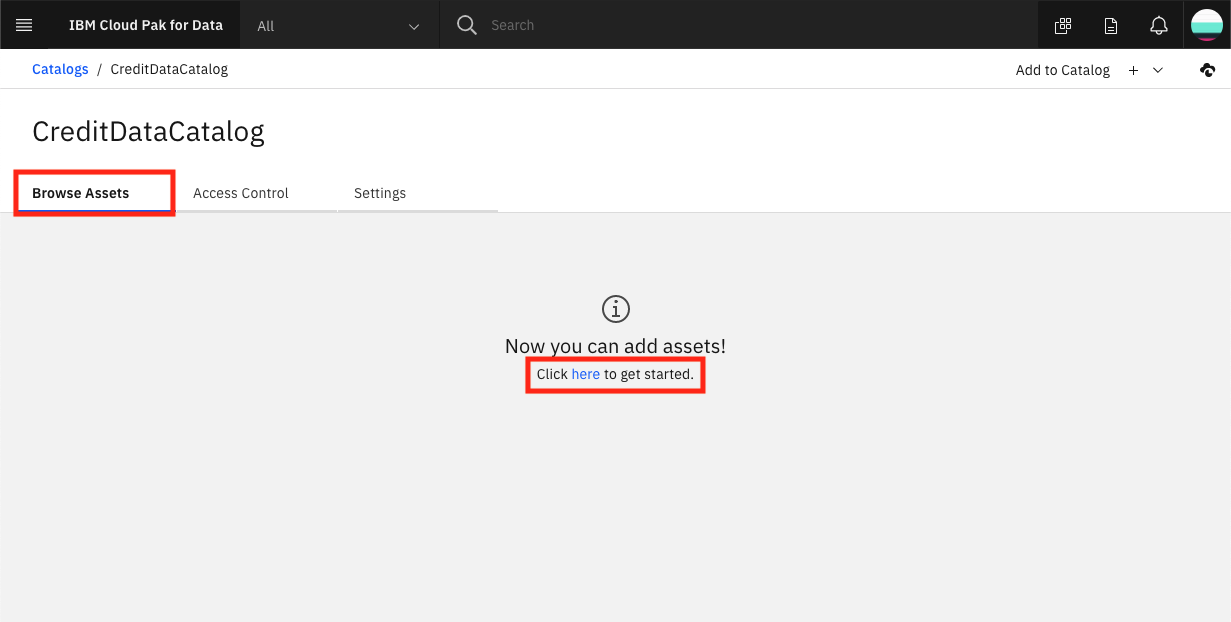 IBM Cloud Pak for Data All Search
Catalogs / CreditDataCatalog Add to Catalog +
CreditDataCatalog
Browse Assets Access Control Settings
Now you can add assets!
Click here to get started.